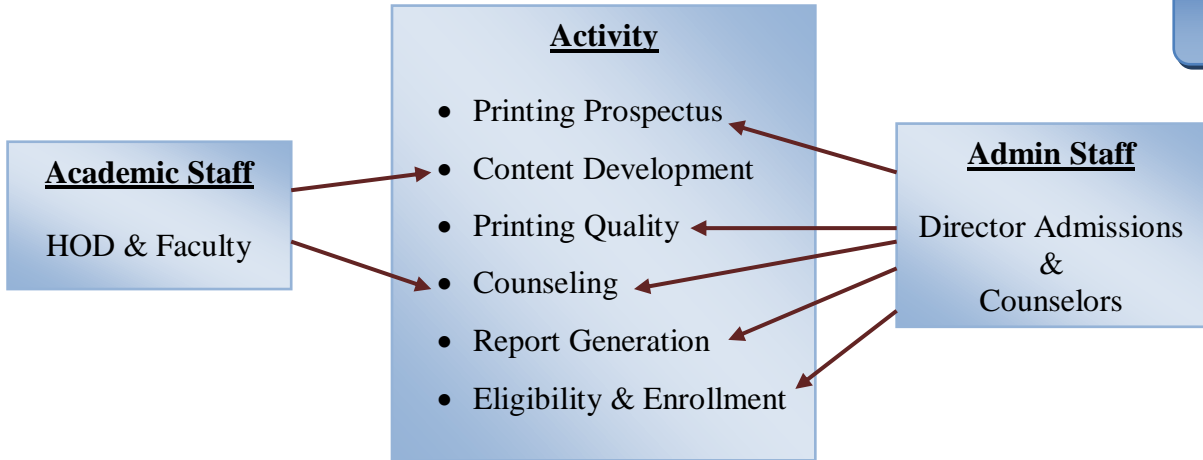 Activity
• Printing Prospectus
• Content Development
• Printing Quality
• Counseling
• Report Generation
• Eligibility & Enrollment
Academic Staff
HOD & Faculty
Admin Staff
Director Admissions
&
Counselors